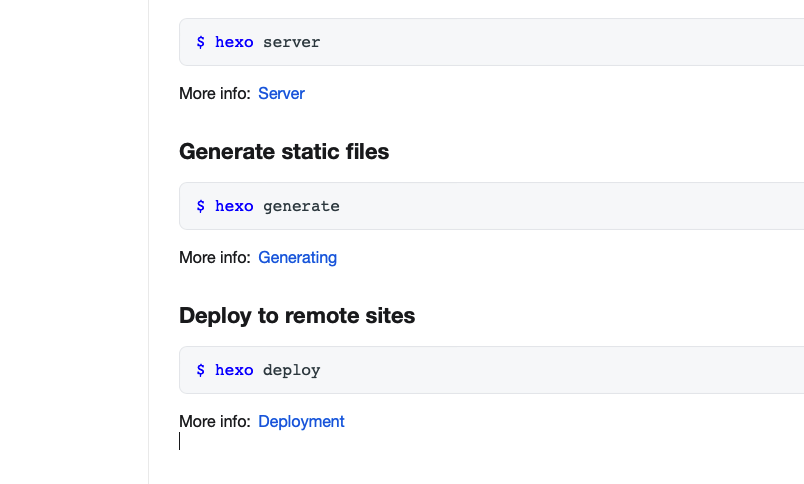 $ hexo server
More info: Server
Generate static files
$ hexo generate
More info: Generating
Deploy to remote sites
$ hexo deploy
More info: Deployment